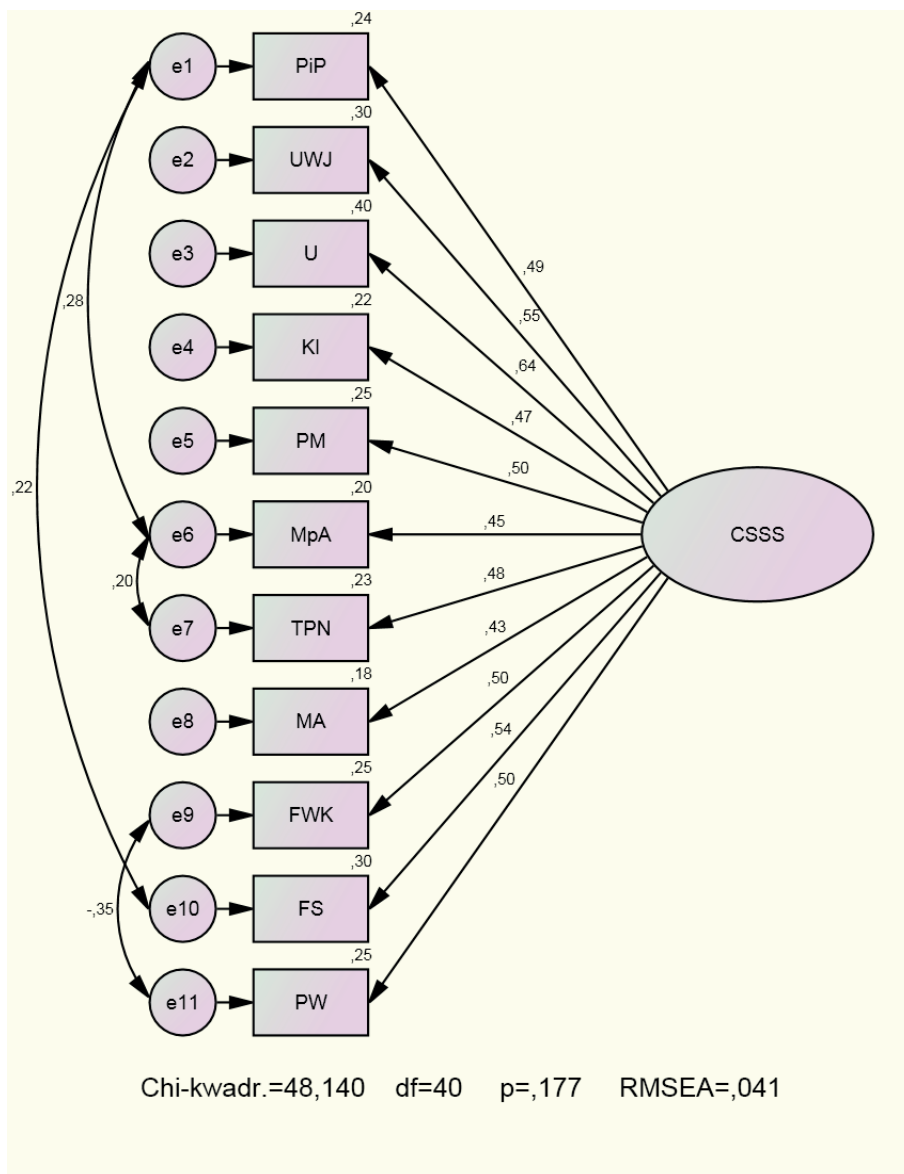 ,24
e1 PiP
,30
e2 UWJ
,40
e3 U
,49
,22
,28
,55
e4 KI
,64
,25
,47
e5 PM
,50
,20
,22
e6 MpA ,45 CSSS
,23
,20
,48
e7 TPN
,43
,18
,50
e8 MA
,54
,25
,50
e9 FWK
,30
-,35
e10 FS
,25
e11 PW
Chi-kwadr.=48,140 df=40 p=,177 RMSEA=,041